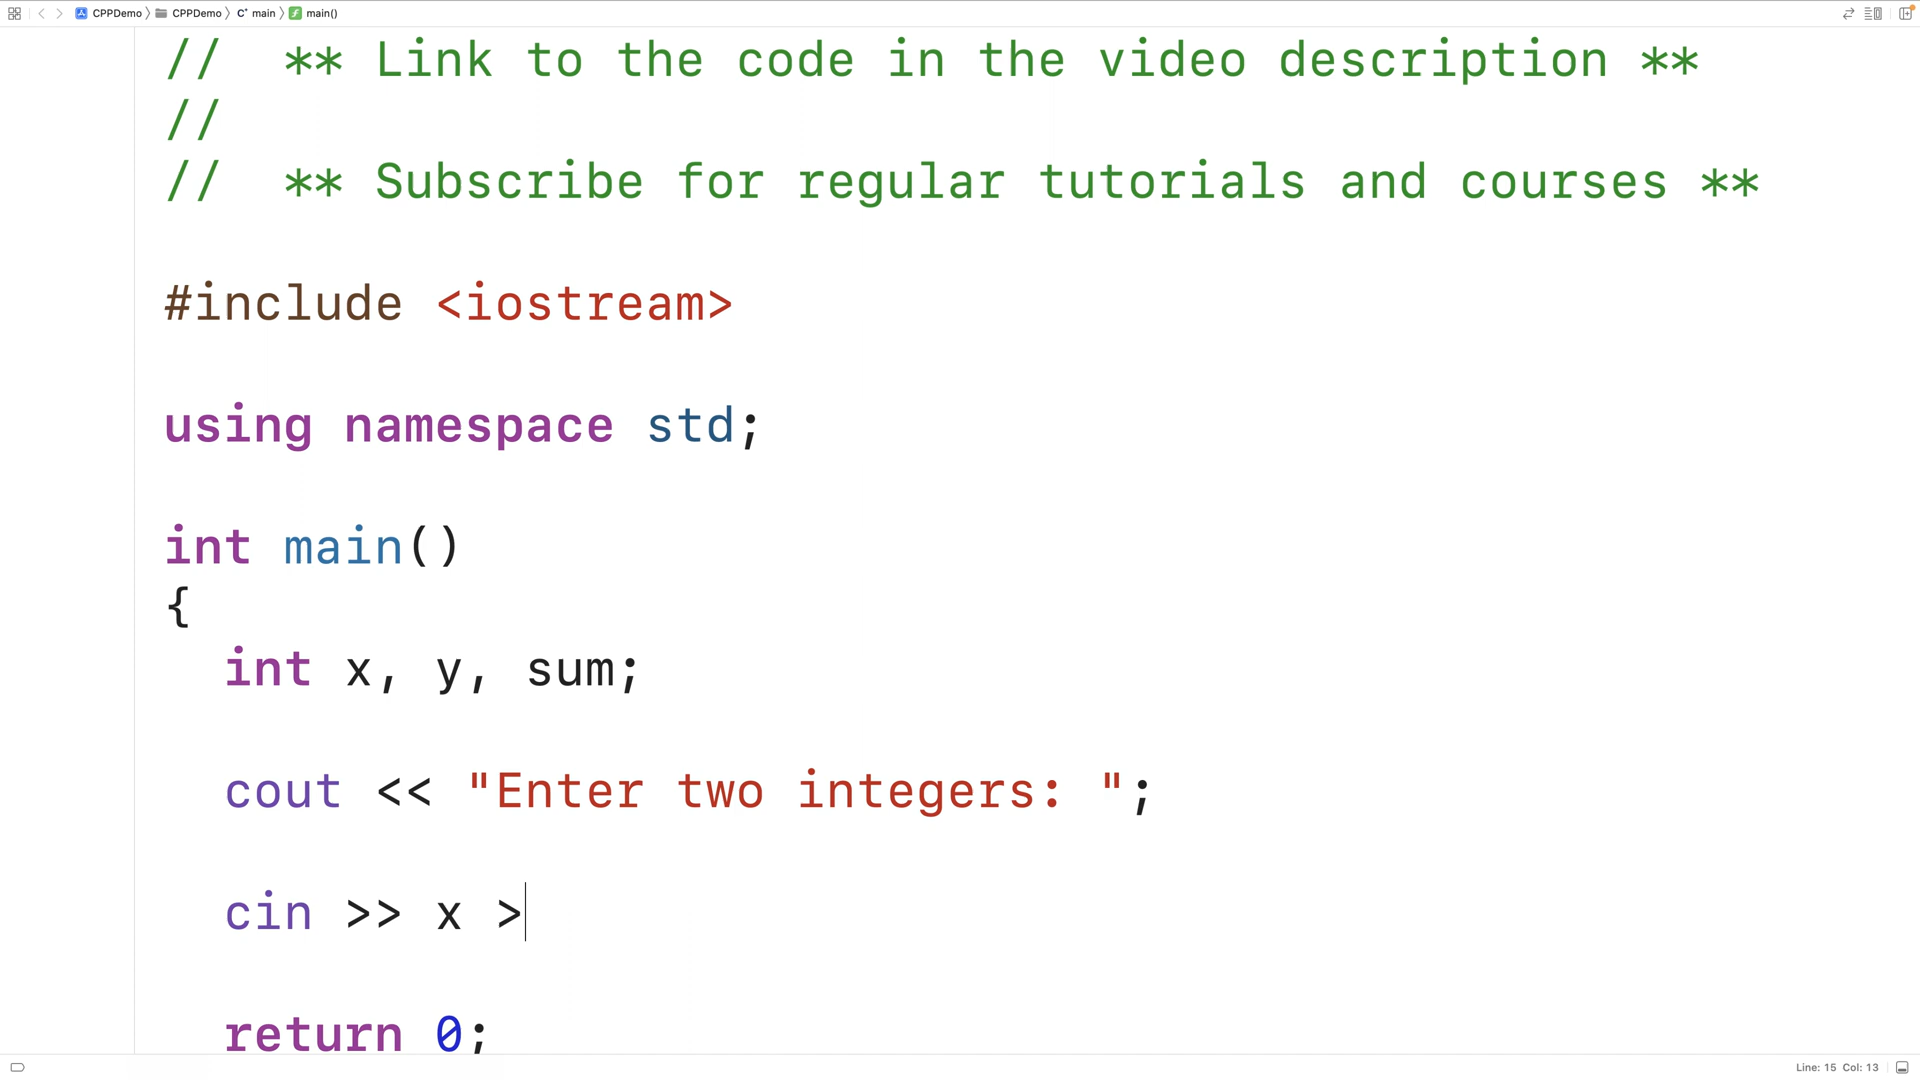 CPPDemo 〉 CPPDemo 〉 C+ main 〉 f main()
//  ** Link to the code in the video description **
//
//  ** Subscribe for regular tutorials and courses **
#include <iostream>
using namespace std;
int main()
{
  int x, y, sum;
  cout << "Enter two integers: ";
  cin >> x >
  return 0;
Line: 15 Col: 13